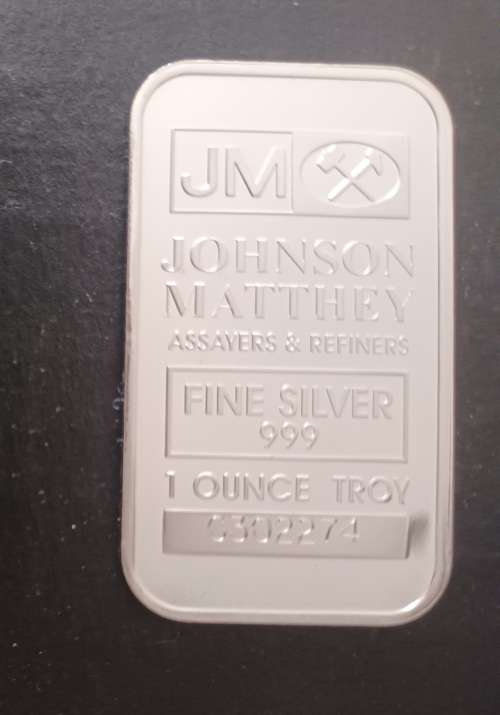 JM
JOHNSON
MATTHEY
ASSAYERS & REFINERS
FINE SILVER
999
1 OUNCE TROY
C302274